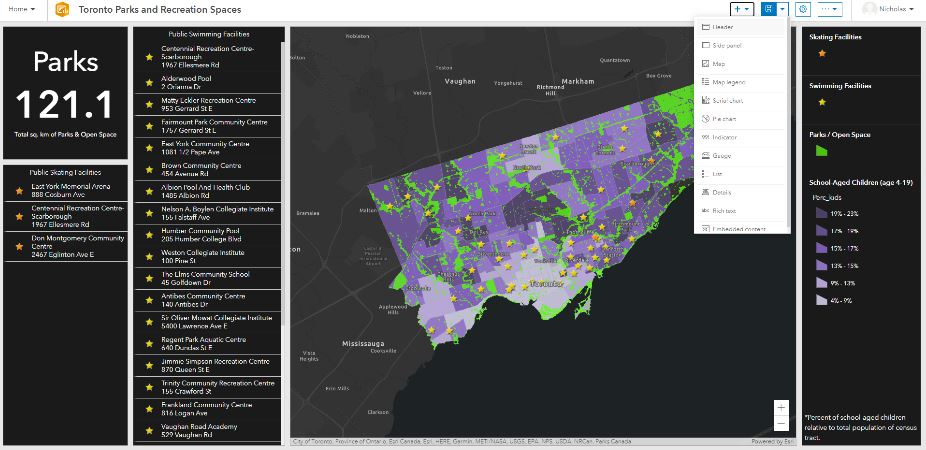 Home
Toronto Parks and Recreation Spaces
Nicholas
Parks
121.1
Total sq. km of Parks & Open Space
Public Skating Facilities
East York Memorial Arena
888 Cosburn Ave
Centennial Recreation Centre-
Scarborough
1967 Ellesmere Rd
Don Montgomery Community
Centre
2467 Eglinton Ave E
Public Swimming Facilities
Centennial Recreation Centre-
Scarborough
1967 Ellesmere Rd
Alderwood Pool
2 Orianna Dr
Matty Eckler Recreation Centre
953 Gerrard St E
Fairmount Park Community Centre
1757 Gerrard St E
East York Community Centre
1081 1/2 Pape Ave
Brown Community Centre
454 Avenue Rd
Albion Pool And Health Club
1485 Albion Rd
Nelson A. Boylen Collegiate Institute
155 Falstaff Ave
Humber Community Pool
205 Humber College Blvd
Weston Collegiate Institute
100 Pine St
The Elms Community School
45 Golfdown Dr
Antibes Community Centre
140 Antibes Dr
Sir Oliver Mowat Collegiate Institute
5400 Lawrence Ave E
Regent Park Aquatic Centre
640 Dundas St E
Jimmie Simpson Recreation Centre
870 Queen St E
Trinity Community Recreation Centre
155 Crawford St
Frankland Community Centre
816 Logan Ave
Vaughan Road Academy
529 Vaughan Rd
Nobleton
Teston
Vaughan
Vellore
Yongehurst
Richmond
Hill
Markham
Quantztown
Box Grove
Bramalea
Malton
Toronto
Applewood
Hills
Mississauga
Cooksville
Vista
Heights
Erin Mills
Clarkson
City of Toronto, Province of Ontario, Esri Canada, Esri, HERE, Garmin, METI/NASA, USGS, EPA, NPS, USDA, NRCan, Parks Canada
Powered by Esri
Header
Side panel
Map
Map legend
Serial chart
Pie chart
Indicator
Gauge
List
Details
Rich text
Embedded content
Skating Facilities
Swimming Facilities
Parks / Open Space
School-Aged Children (age 4-19)
Perc_kids
19% - 23%
17% - 19%
15% - 17%
13% - 15%
9% - 13%
4% - 9%
*Percent of school-aged children
relative to total population of census
tract.